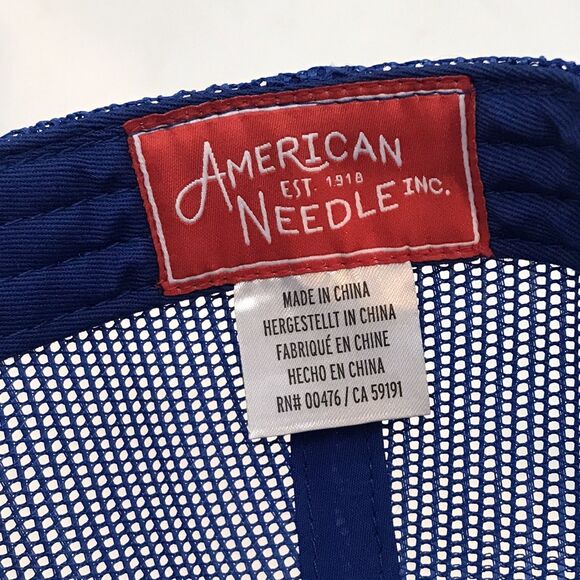 AMERICAN
EST. 1918
NEEDLE INC.
MADE IN CHINA
HERGESTELLT IN CHINA
FABRIQUÉ EN CHINE
HECHO EN CHINA
RN# 00476 / CA 59191